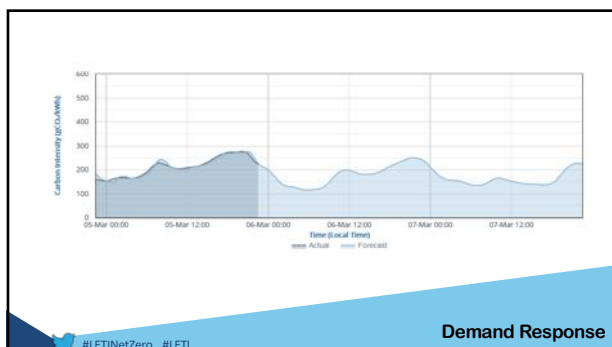 600
500
400
300
200
100
0
Carbon Intensity (gCO₂/kWh)
05-Mar 00:00
05-Mar 12:00
06-Mar 00:00
06-Mar 12:00
07-Mar 00:00
07-Mar 12:00
Time (Local Time)
Actual
Forecast
#LETINetZero #LETI
Demand Response